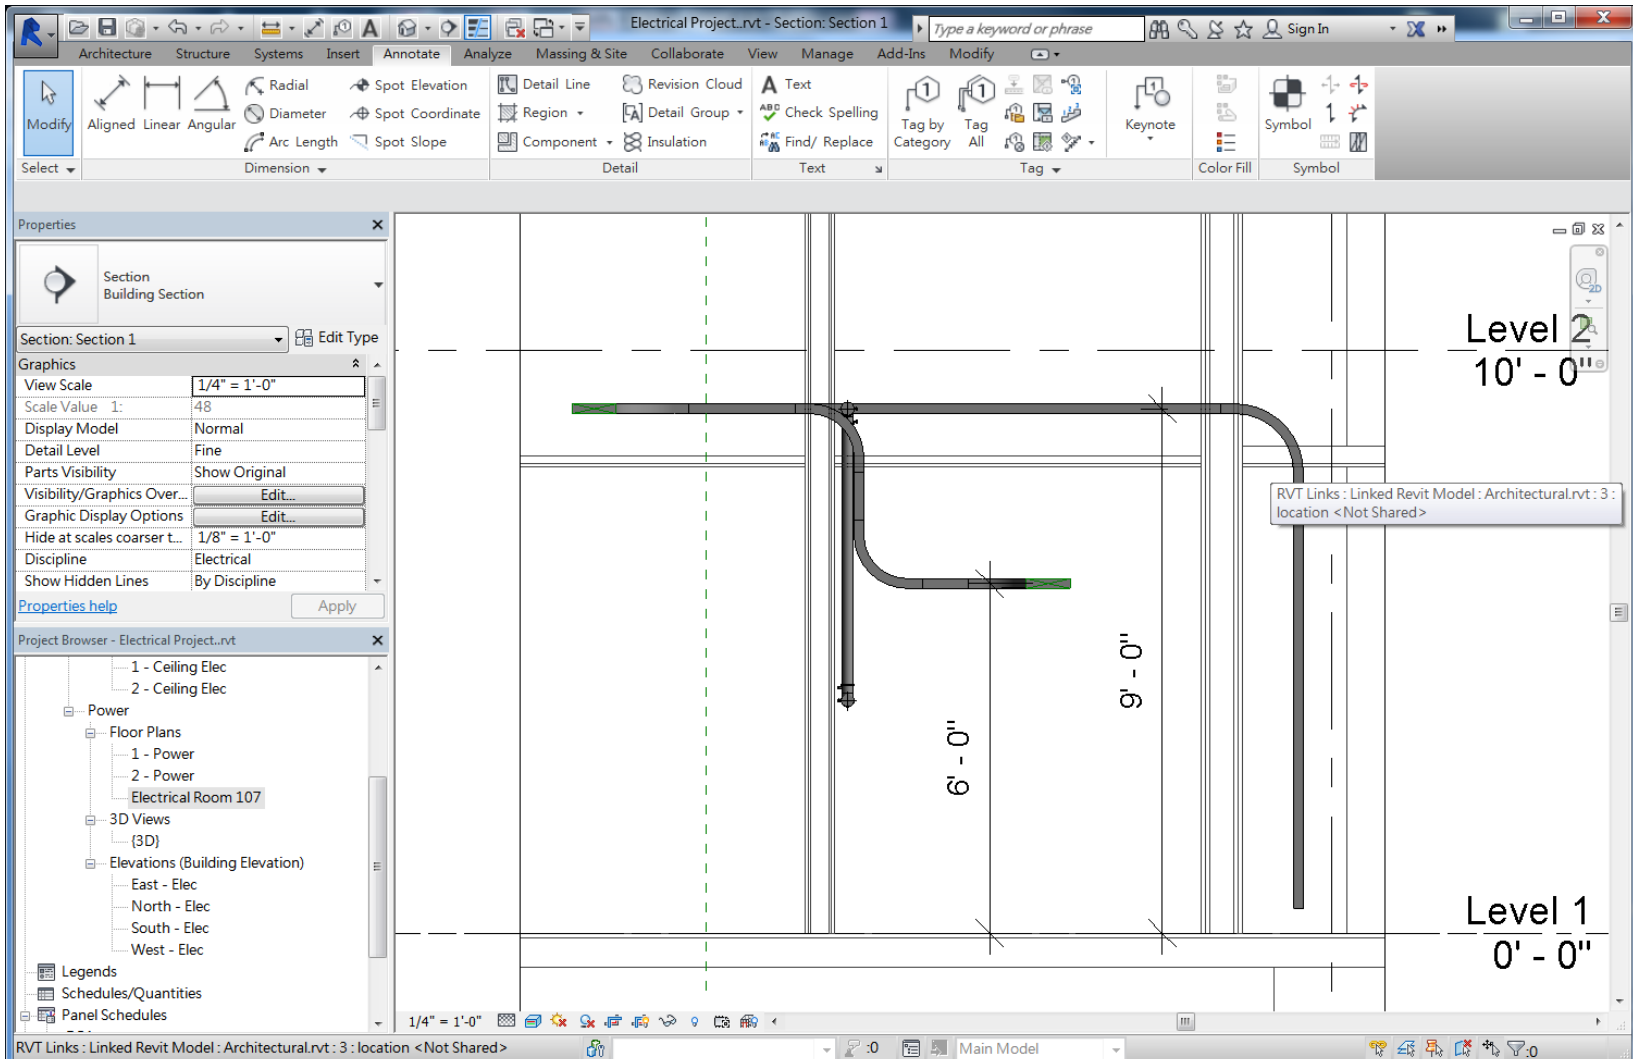 Electrical Project..rvt - Section: Section 1
Type a keyword or phrase
Sign In
Architecture Structure Systems Insert Annotate Analyze Massing & Site Collaborate View Manage Add-Ins Modify
Modify
Aligned Linear Angular
Radial
Diameter
Arc Length
Spot Elevation
Spot Coordinate
Spot Slope
Detail Line
Region
Component
Revision Cloud
Detail Group
Insulation
A Text
ABC Check Spelling
Find/ Replace
Tag by Category
Tag All
Keynote
Symbol
Select Dimension Detail Text Tag Color Fill Symbol
Properties
Section
Building Section
Section: Section 1
Edit Type
Graphics
View Scale 1/4" = 1'-0"
Scale Value 1: 48
Display Model Normal
Detail Level Fine
Parts Visibility Show Original
Visibility/Graphics Over... Edit...
Graphic Display Options Edit...
Hide at scales coarser t... 1/8" = 1'-0"
Discipline Electrical
Show Hidden Lines By Discipline
Properties help Apply
Project Browser - Electrical Project..rvt
1 - Ceiling Elec
2 - Ceiling Elec
Power
Floor Plans
1 - Power
2 - Power
Electrical Room 107
3D Views
{3D}
Elevations (Building Elevation)
East - Elec
North - Elec
South - Elec
West - Elec
Legends
Schedules/Quantities
Panel Schedules
2D
Level 2
10' - 0"
RVT Links : Linked Revit Model : Architectural.rvt : 3 :
location <Not Shared>
9' - 0"
6' - 0"
Level 1
0' - 0"
1/4" = 1'-0"
RVT Links : Linked Revit Model : Architectural.rvt : 3 : location <Not Shared>
:0
Main Model
:0